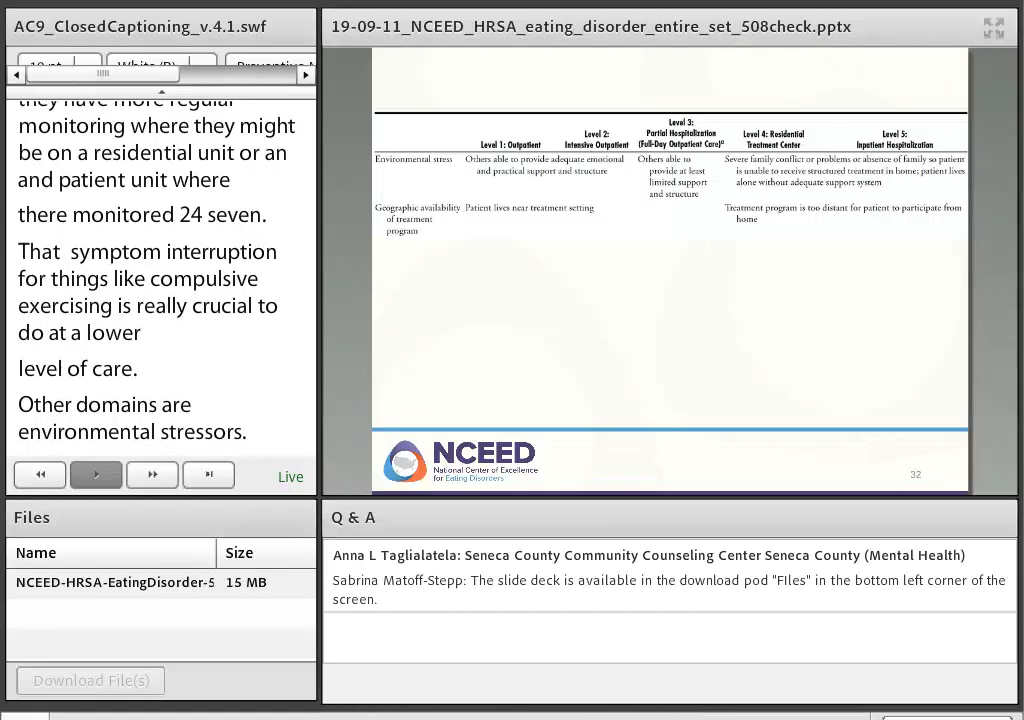 AC9_ClosedCaptioning_v.4.1.swf
they have more regular
monitoring where they might
be on a residential unit or an
and patient unit where
there monitored 24 seven.
That symptom interruption
for things like compulsive
exercising is really crucial to
do at a lower
level of care.
Other domains are
environmental stressors.
Live
Files
Name Size
NCEED-HRSA-EatingDisorder-5 15 MB
Download File(s)
19-09-11_NCEED_HRSA_eating_disorder_entire_set_508check.pptx
Level 1: Outpatient
Level 2:
Intensive Outpatient
Level 3:
Partial Hospitalization
(Full-Day Outpatient Care)a
Level 4: Residential
Treatment Center
Level 5:
Inpatient Hospitalization
Environmental stress
Others able to provide adequate emotional
and practical support and structure
Others able to
provide at least
limited support
and structure
Severe family conflict or problems or absence of family so patient
is unable to receive structured treatment in home; patient lives
alone without adequate support system
Geographic availability
of treatment
program
Patient lives near treatment setting
Treatment program is too distant for patient to participate from
home
NCEED
National Center of Excellence
for Eating Disorders
32
Q & A
Anna L Taglialatela: Seneca County Community Counseling Center Seneca County (Mental Health)
Sabrina Matoff-Stepp: The slide deck is available in the download pod "FIles" in the bottom left corner of the
screen.